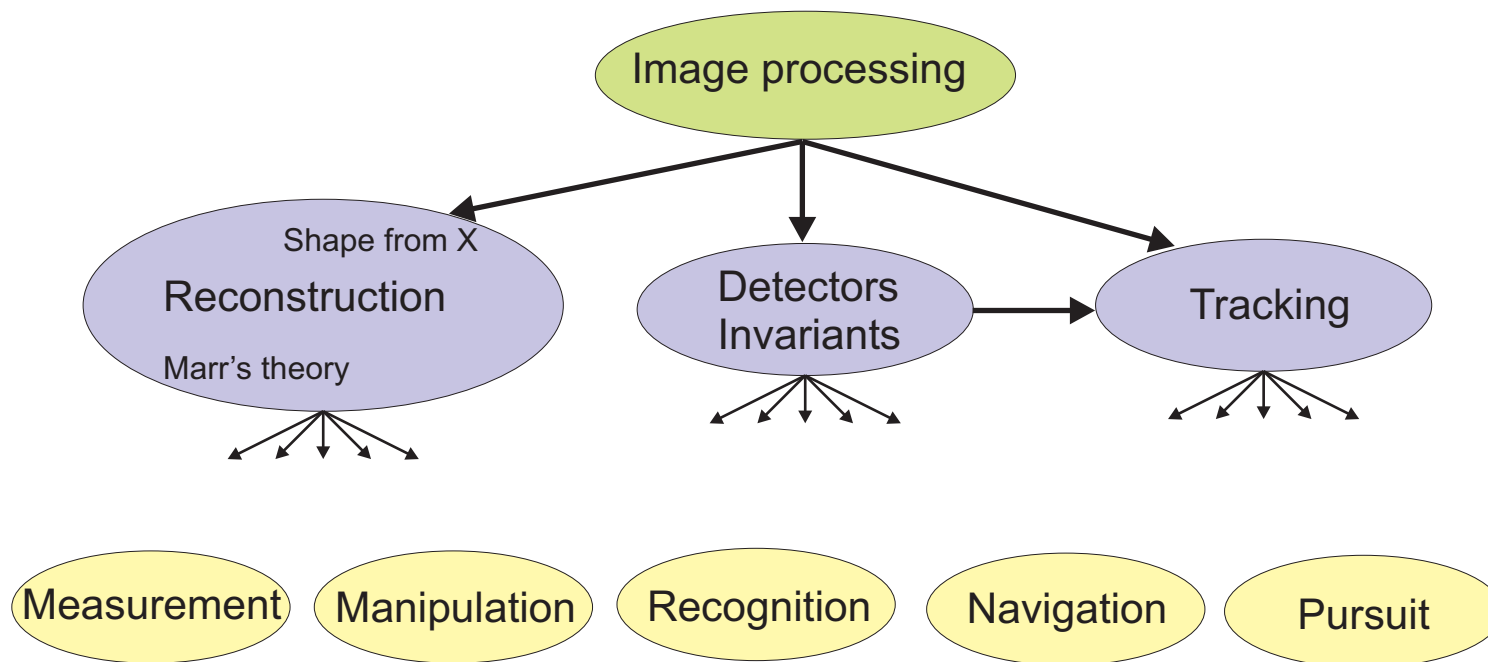 Image processing
Shape from X
Reconstruction
Marr’s theory
Detectors
Invariants
Tracking
Measurement
Manipulation
Recognition
Navigation
Pursuit